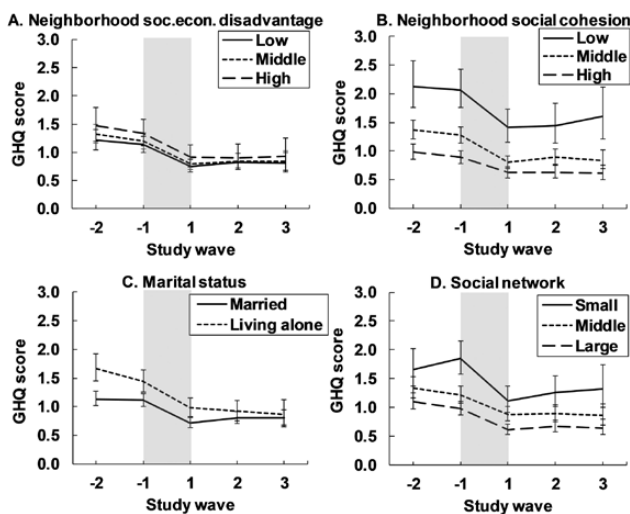 A. Neighborhood soc.econ. disadvantage
Low
Middle
High
GHQ score
3.0
2.5
2.0
1.5
1.0
0.5
0.0
-2 -1 1 2 3
Study wave
B. Neighborhood social cohesion
Low
Middle
High
GHQ score
3.0
2.5
2.0
1.5
1.0
0.5
0.0
-2 -1 1 2 3
Study wave
C. Marital status
Married
Living alone
GHQ score
3.0
2.5
2.0
1.5
1.0
0.5
0.0
-2 -1 1 2 3
Study wave
D. Social network
Small
Middle
Large
GHQ score
3.0
2.5
2.0
1.5
1.0
0.5
0.0
-2 -1 1 2 3
Study wave